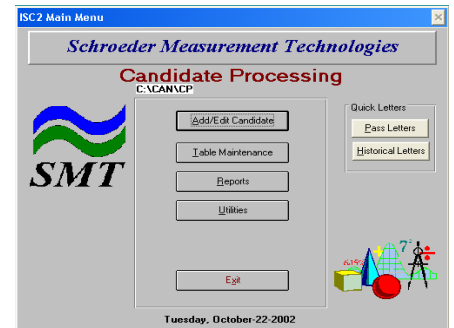 ISC2 Main Menu
Schroeder Measurement Technologies
Candidate Processing
C:\CAN\CP
Add/Edit Candidate
Table Maintenance
Reports
Utilities
Exit
Quick Letters
Pass Letters
Historical Letters
SMT
Tuesday, October-22-2002